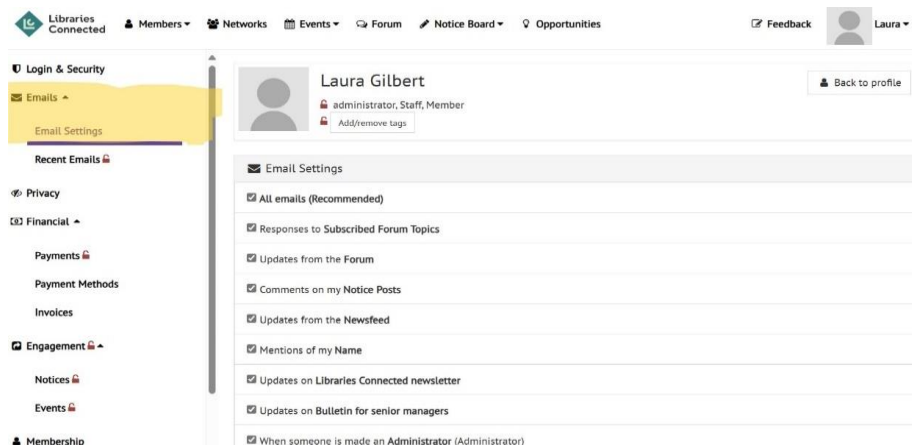 Libraries
Connected
Members
Networks
Events
Forum
Notice Board
Opportunities
Feedback
Laura
Login & Security
Emails
Email Settings
Recent Emails
Privacy
Financial
Payments
Payment Methods
Invoices
Engagement
Notices
Events
Membership
Laura Gilbert
administrator, Staff, Member
Add/remove tags
Back to profile
Email Settings
All emails (Recommended)
Responses to Subscribed Forum Topics
Updates from the Forum
Comments on my Notice Posts
Updates from the Newsfeed
Mentions of my Name
Updates on Libraries Connected newsletter
Updates on Bulletin for senior managers
When someone is made an Administrator (Administrator)